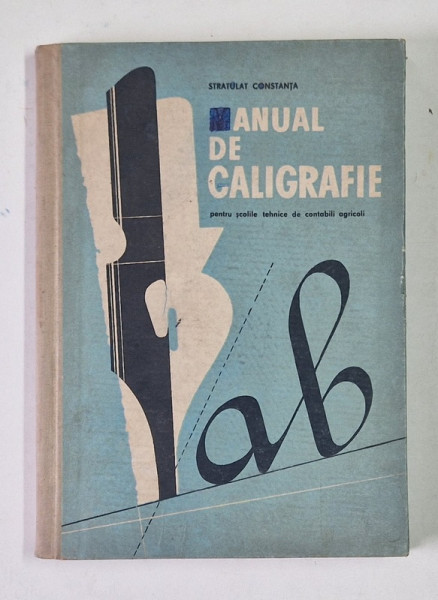 STRATULAT CONSTANȚA
MANUAL
DE
CALIGRAFIE
pentru școlile tehnice de contabili agricoli
ab